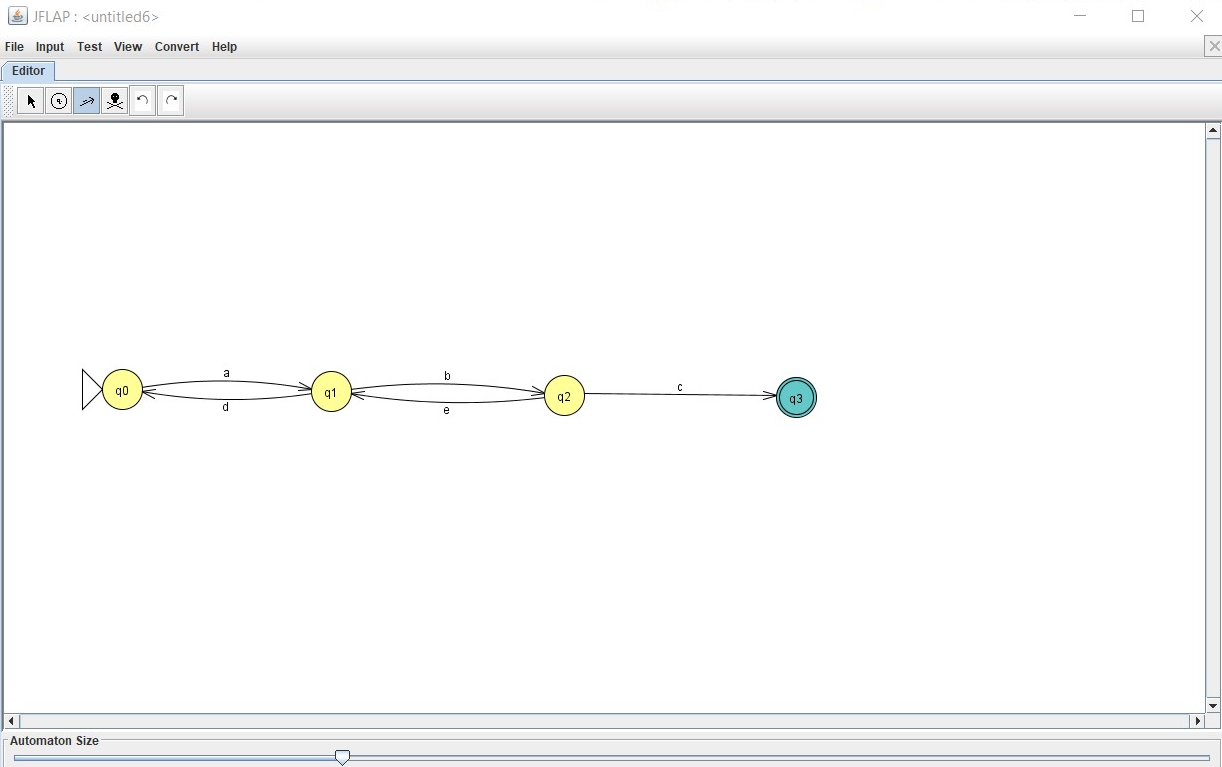 JFLAP : <untitled6>
File Input Test View Convert Help
Editor
a
b
c
q0
q1
q2
q3
d
e
Automaton Size